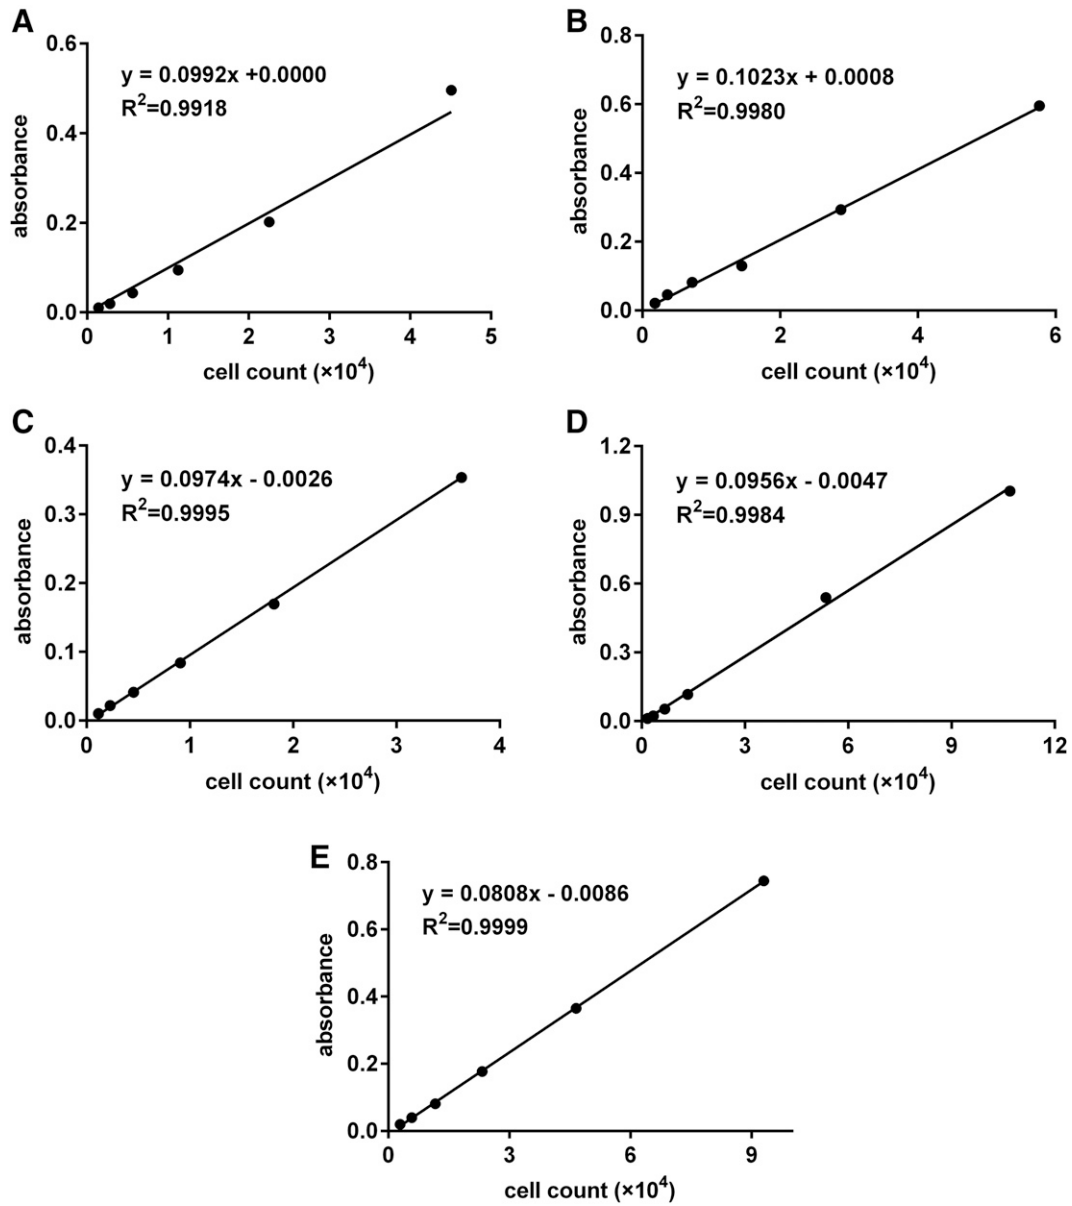 A
y = 0.0992x +0.0000
R²=0.9918
absorbance
0.6
0.4
0.2
0.0
0 1 2 3 4 5
cell count (×10⁴)
B
y = 0.1023x + 0.0008
R²=0.9980
absorbance
0.8
0.6
0.4
0.2
0.0
0 2 4 6
cell count (×10⁴)
C
y = 0.0974x - 0.0026
R²=0.9995
absorbance
0.4
0.3
0.2
0.1
0.0
0 1 2 3 4
cell count (×10⁴)
D
y = 0.0956x - 0.0047
R²=0.9984
absorbance
1.2
0.9
0.6
0.3
0.0
0 3 6 9 12
cell count (×10⁴)
E
y = 0.0808x - 0.0086
R²=0.9999
absorbance
0.8
0.6
0.4
0.2
0.0
0 3 6 9
cell count (×10⁴)